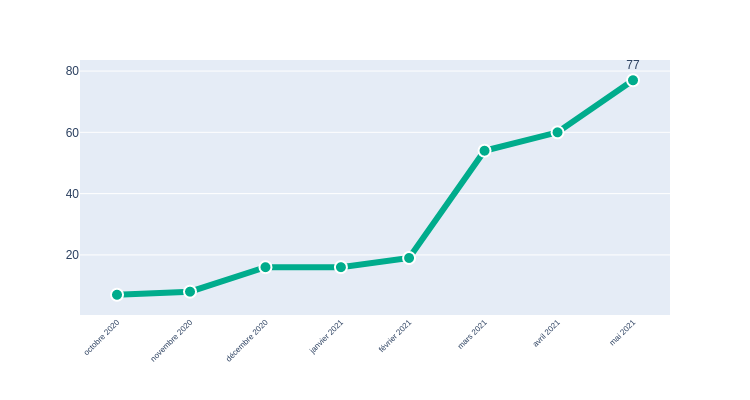 77
80
60
40
20
octobre 2020
novembre 2020
décembre 2020
janvier 2021
février 2021
mars 2021
avril 2021
mai 2021